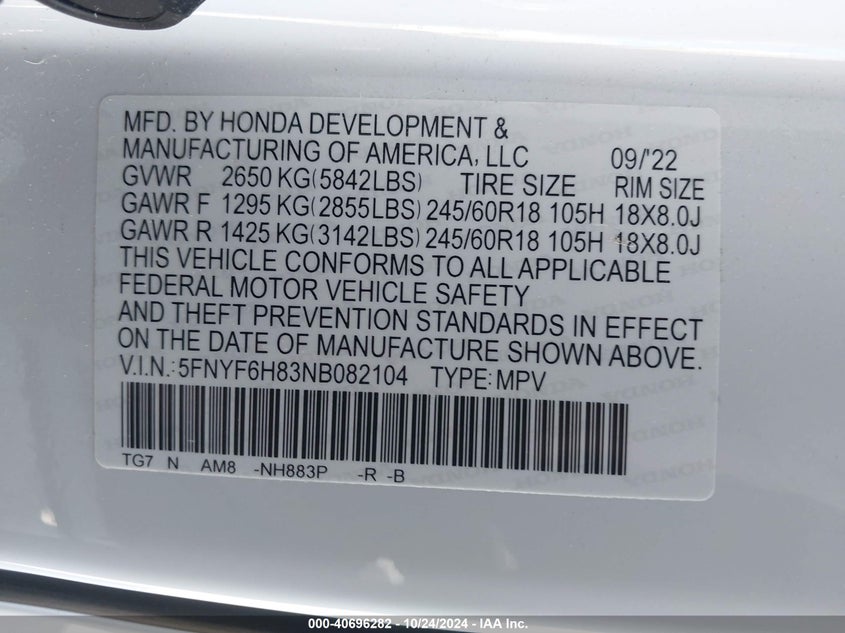 MFD. BY HONDA DEVELOPMENT &
MANUFACTURING OF AMERICA, LLC 09/'22
GVWR 2650 KG(5842LBS) TIRE SIZE RIM SIZE
GAWR F 1295 KG(2855LBS) 245/60R18 105H 18X8.0J
GAWR R 1425 KG(3142LBS) 245/60R18 105H 18X8.0J
THIS VEHICLE CONFORMS TO ALL APPLICABLE
FEDERAL MOTOR VEHICLE SAFETY
AND THEFT PREVENTION STANDARDS IN EFFECT
ON THE DATE OF MANUFACTURE SHOWN ABOVE.
V.I.N.:5FNYF6H83NB082104 TYPE:MPV
TG7 N AM8 -NH883P -R -B
000-40696282 - 10/24/2024 - IAA Inc.